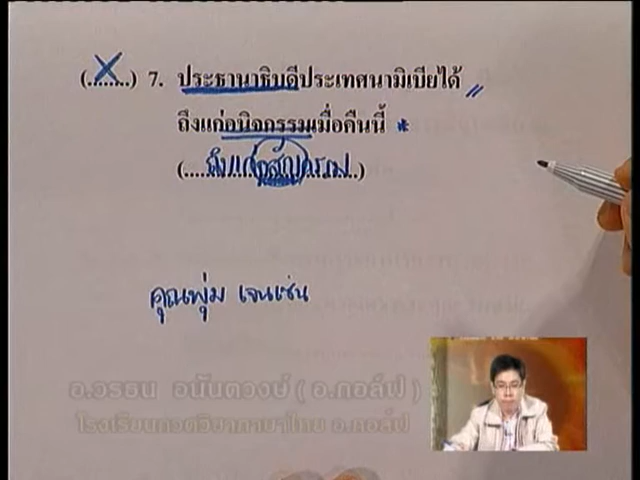 (...X...) 7. ประธานาธิบดีประเทศนามิเบียได้
ถึงแก่อนิจกรรมเมื่อคืนนี้ *
(...ถึงแก่อสัญกรรม...)
คุณพุ่ม เจนเซ่น
อ.วรธน อนันตวงษ์ ( อ.กอล์ฟ )
โรงเรียนกวดวิชาภาษาไทย อ.กอล์ฟ